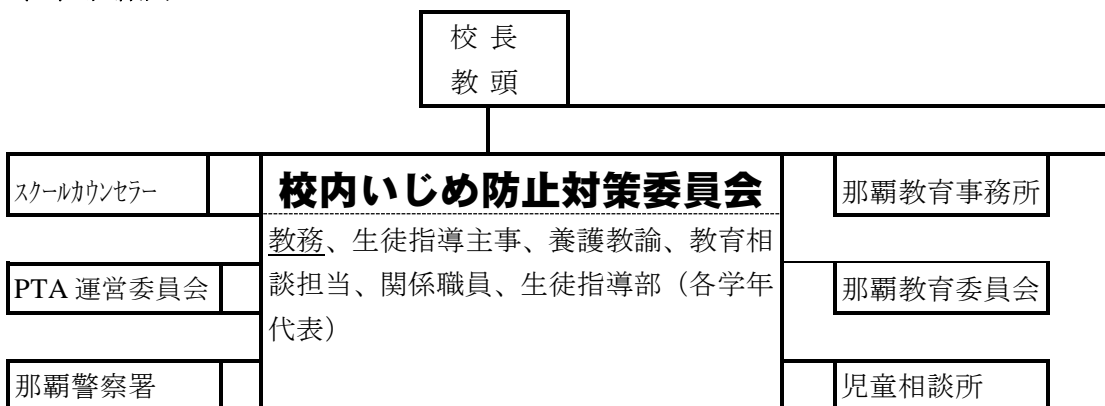 校長
教頭
スクールカウンセラー
校内いじめ防止対策委員会
那覇教育事務所
教務、生徒指導主事、養護教諭、教育相
談担当、関係職員、生徒指導部（各学年
代表）
PTA 運営委員会
那覇教育委員会
那覇警察署
児童相談所